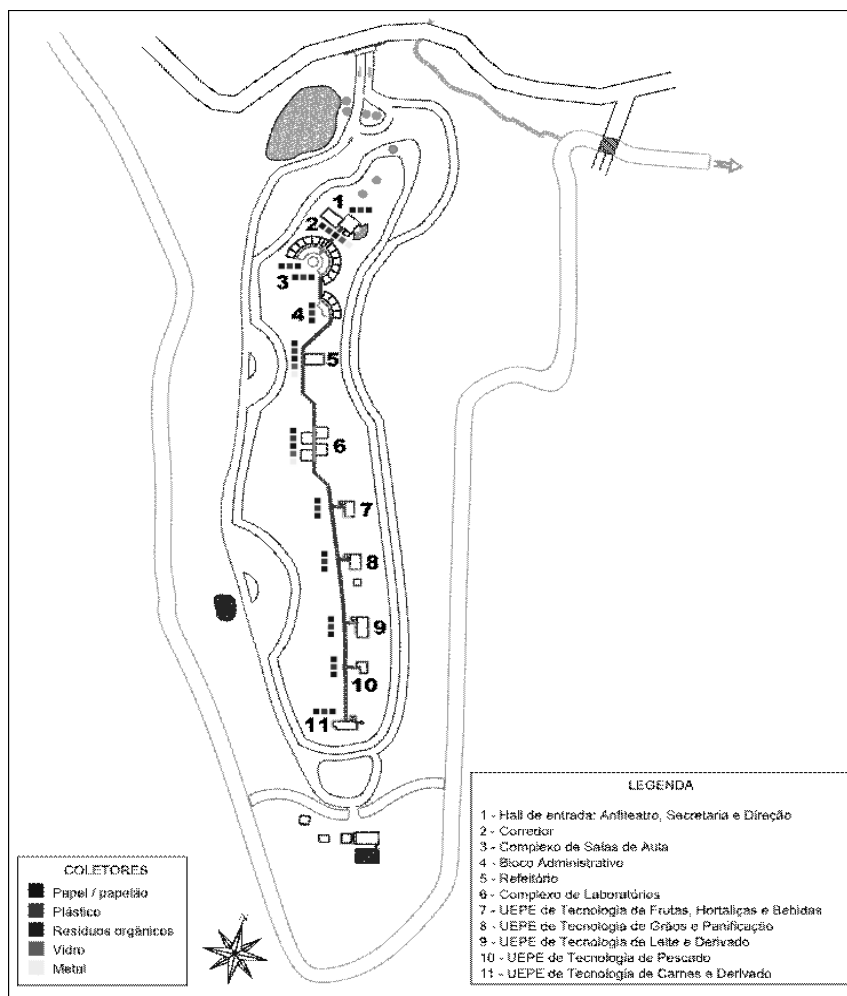 1
2
3
4
5
6
7
8
9
10
11
LEGENDA
1 - Hall de entrada: Anfiteatro, Secretaria e Direção
2 - Corredor
3 - Complexo de Salas de Aula
4 - Bloco Administrativo
5 - Refeitório
6 - Complexo de Laboratórios
7 - UEPE de Tecnologia de Frutas, Hortaliças e Bebidas
8 - UEPE de Tecnologia de Grãos e Panificação
9 - UEPE de Tecnologia de Leite e Derivado
10 - UEPE de Tecnologia de Pescado
11 - UEPE de Tecnologia de Carnes e Derivado
COLETORES
Papel / papelão
Plástico
Resíduos orgânicos
Vidro
Metal